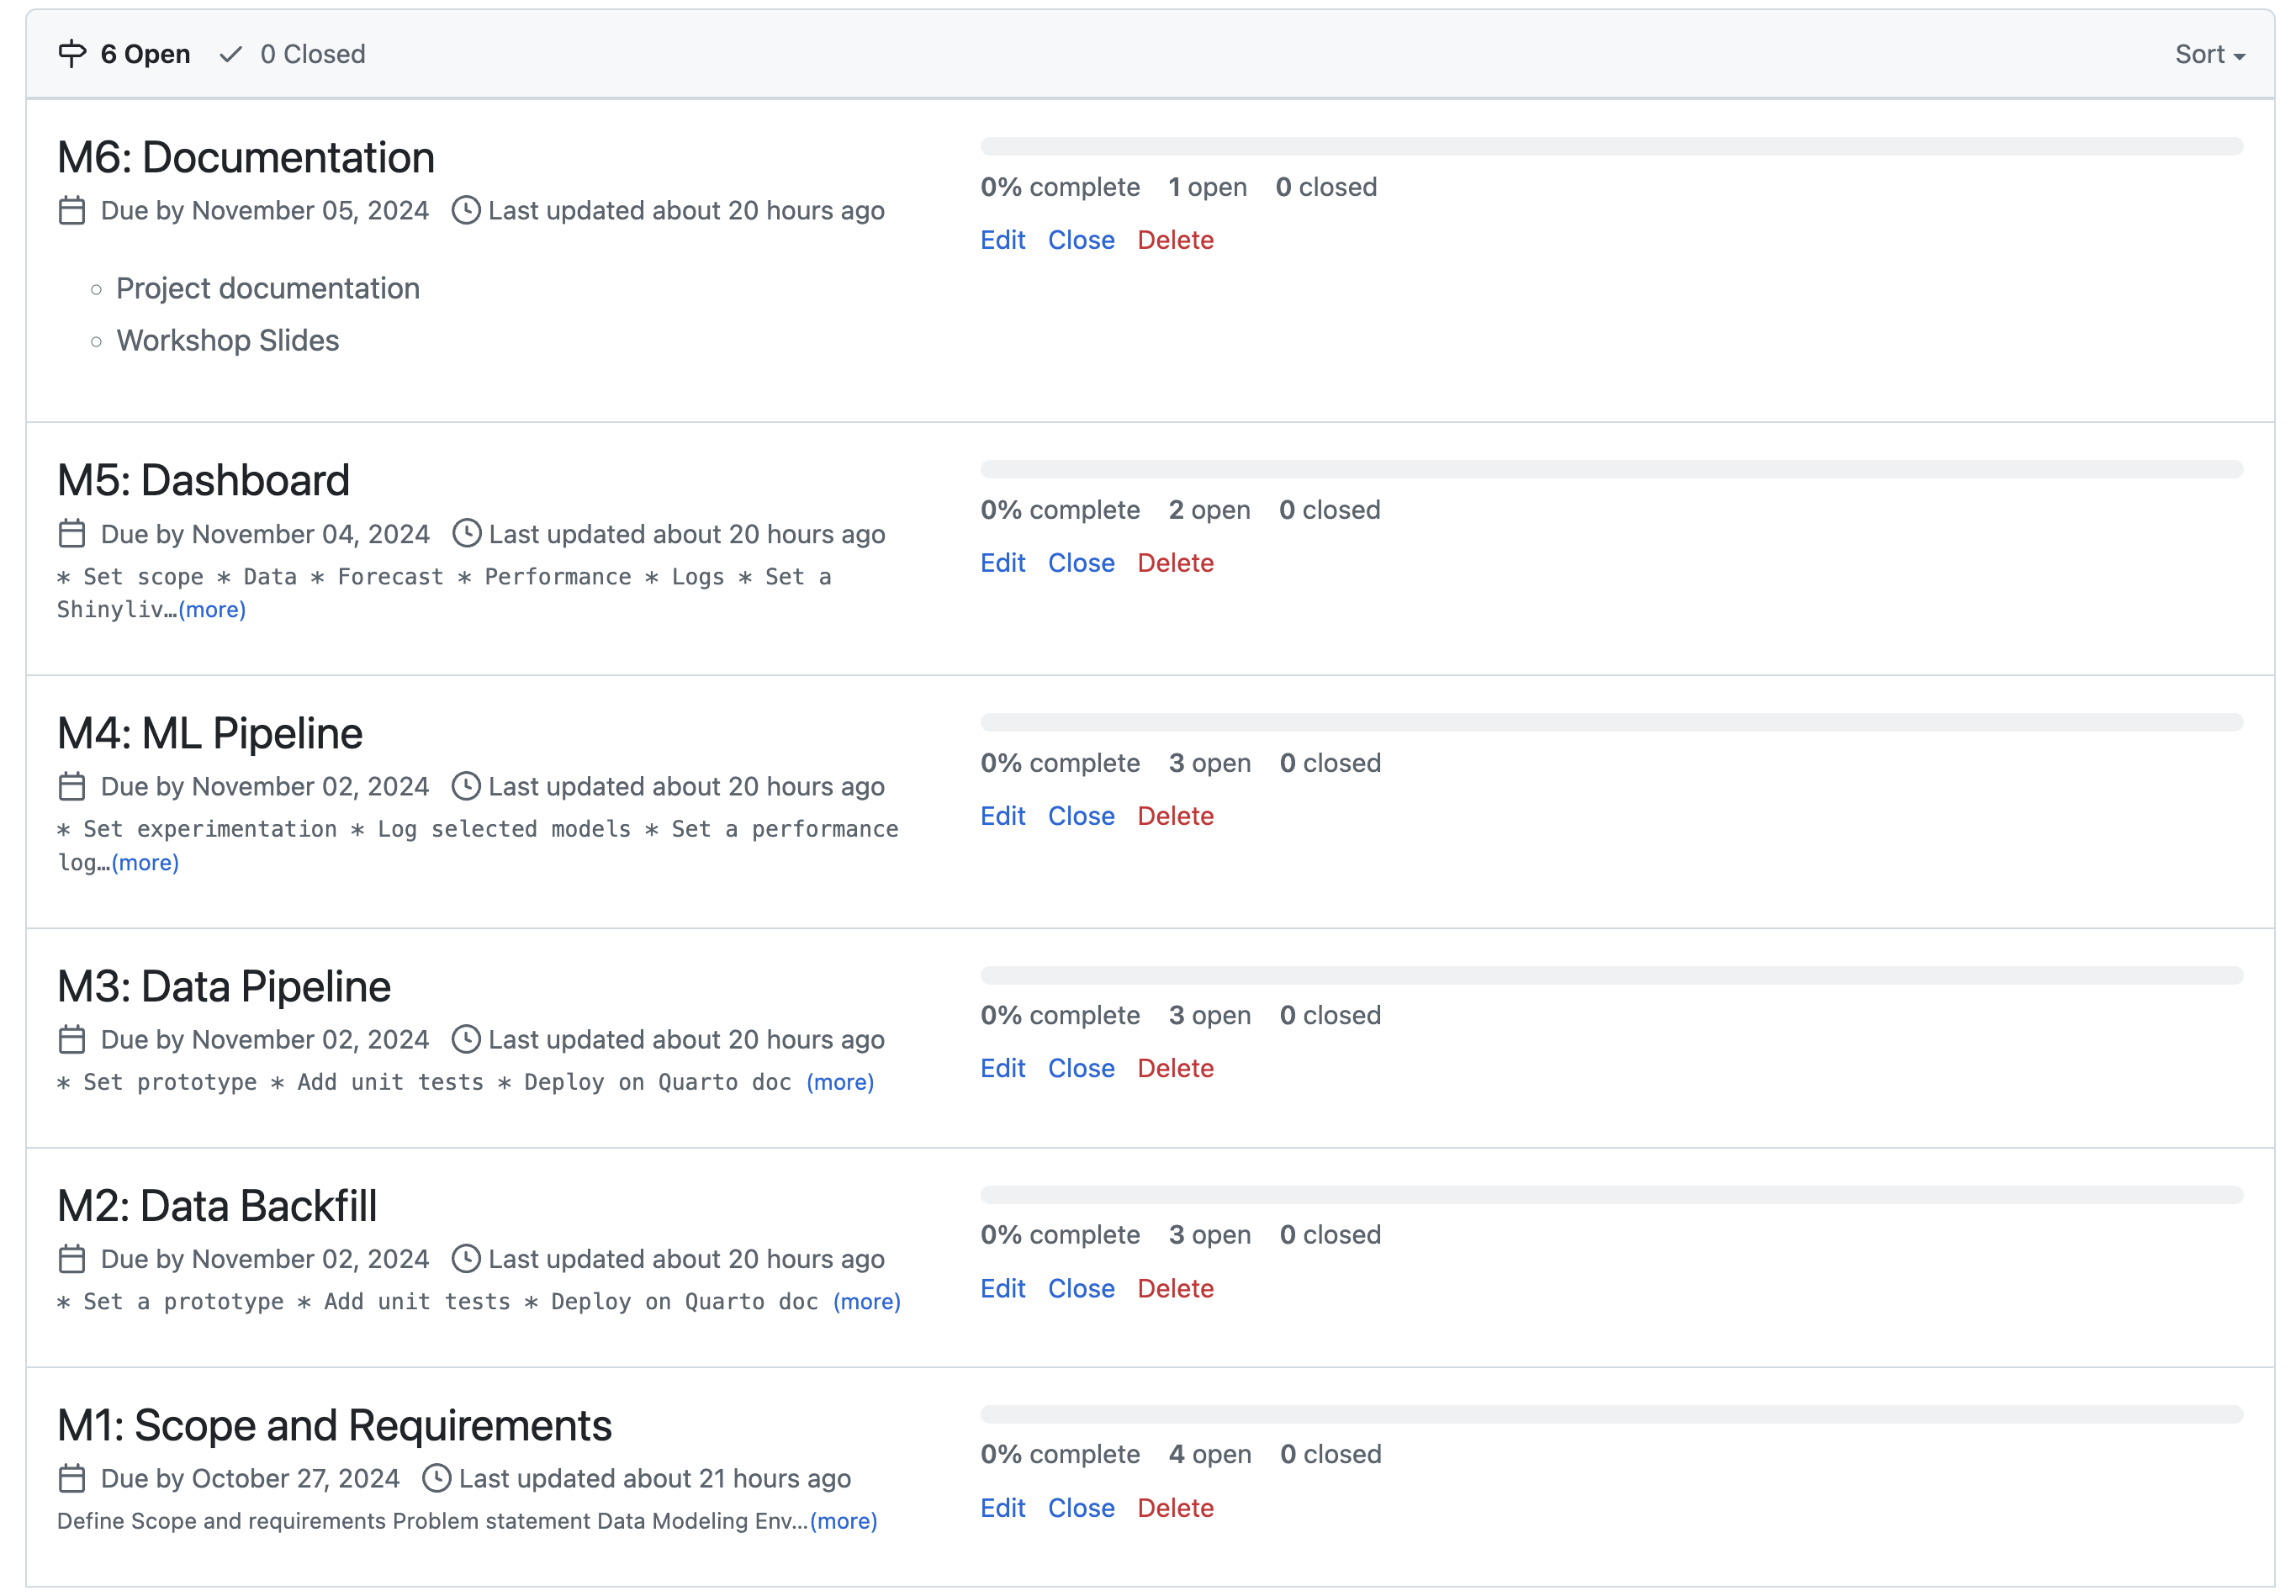 6 Open 0 Closed Sort
M6: Documentation
Due by November 05, 2024 Last updated about 20 hours ago
Project documentation
Workshop Slides
0% complete 1 open 0 closed
Edit Close Delete
M5: Dashboard
Due by November 04, 2024 Last updated about 20 hours ago
* Set scope * Data * Forecast * Performance * Logs * Set a
Shinyliv…(more)
0% complete 2 open 0 closed
Edit Close Delete
M4: ML Pipeline
Due by November 02, 2024 Last updated about 20 hours ago
* Set experimentation * Log selected models * Set a performance
log…(more)
0% complete 3 open 0 closed
Edit Close Delete
M3: Data Pipeline
Due by November 02, 2024 Last updated about 20 hours ago
* Set prototype * Add unit tests * Deploy on Quarto doc (more)
0% complete 3 open 0 closed
Edit Close Delete
M2: Data Backfill
Due by November 02, 2024 Last updated about 20 hours ago
* Set a prototype * Add unit tests * Deploy on Quarto doc (more)
0% complete 3 open 0 closed
Edit Close Delete
M1: Scope and Requirements
Due by October 27, 2024 Last updated about 21 hours ago
Define Scope and requirements Problem statement Data Modeling Env…(more)
0% complete 4 open 0 closed
Edit Close Delete